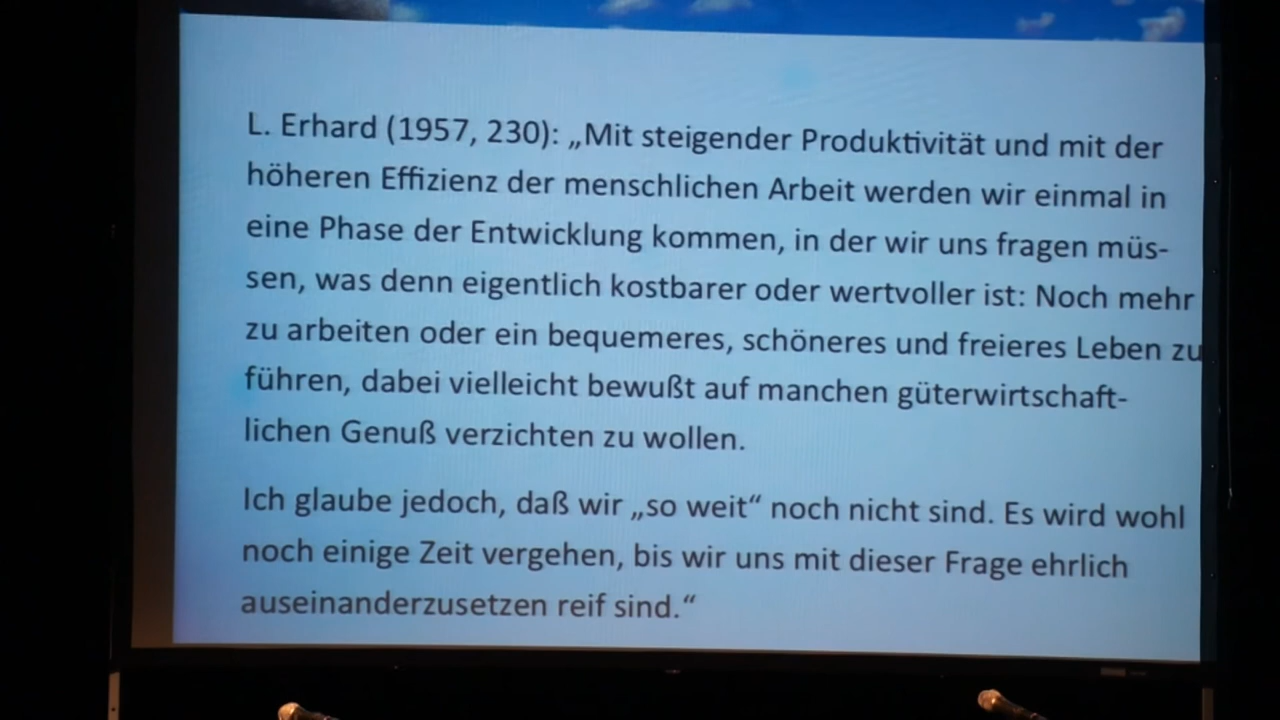 L. Erhard (1957, 230): „Mit steigender Produktivität und mit der
höheren Effizienz der menschlichen Arbeit werden wir einmal in
eine Phase der Entwicklung kommen, in der wir uns fragen müs-
sen, was denn eigentlich kostbarer oder wertvoller ist: Noch mehr
zu arbeiten oder ein bequemeres, schöneres und freieres Leben zu
führen, dabei vielleicht bewußt auf manchen güterwirtschaft-
lichen Genuß verzichten zu wollen.
Ich glaube jedoch, daß wir „so weit“ noch nicht sind. Es wird wohl
noch einige Zeit vergehen, bis wir uns mit dieser Frage ehrlich
auseinanderzusetzen reif sind.“